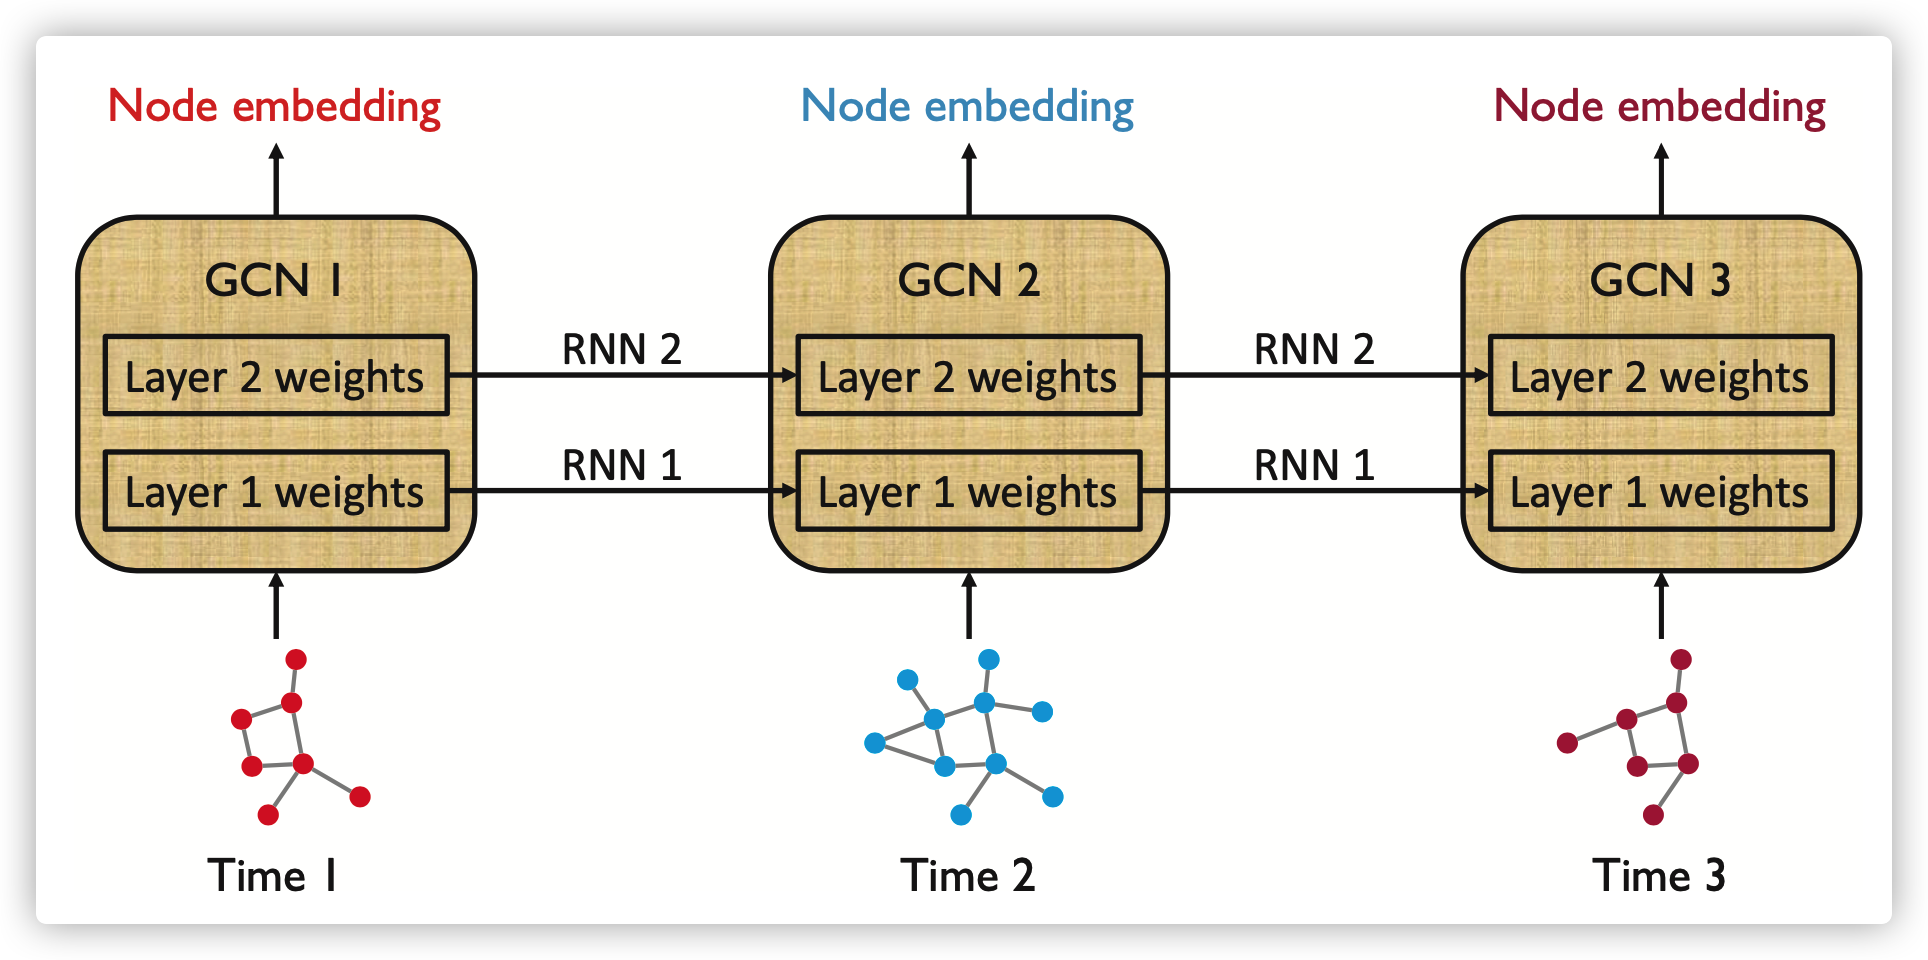 Node embedding
Node embedding
Node embedding
GCN 1
GCN 2
GCN 3
Layer 2 weights
RNN 2
Layer 2 weights
RNN 2
Layer 2 weights
Layer 1 weights
RNN 1
Layer 1 weights
RNN 1
Layer 1 weights
Time 1
Time 2
Time 3